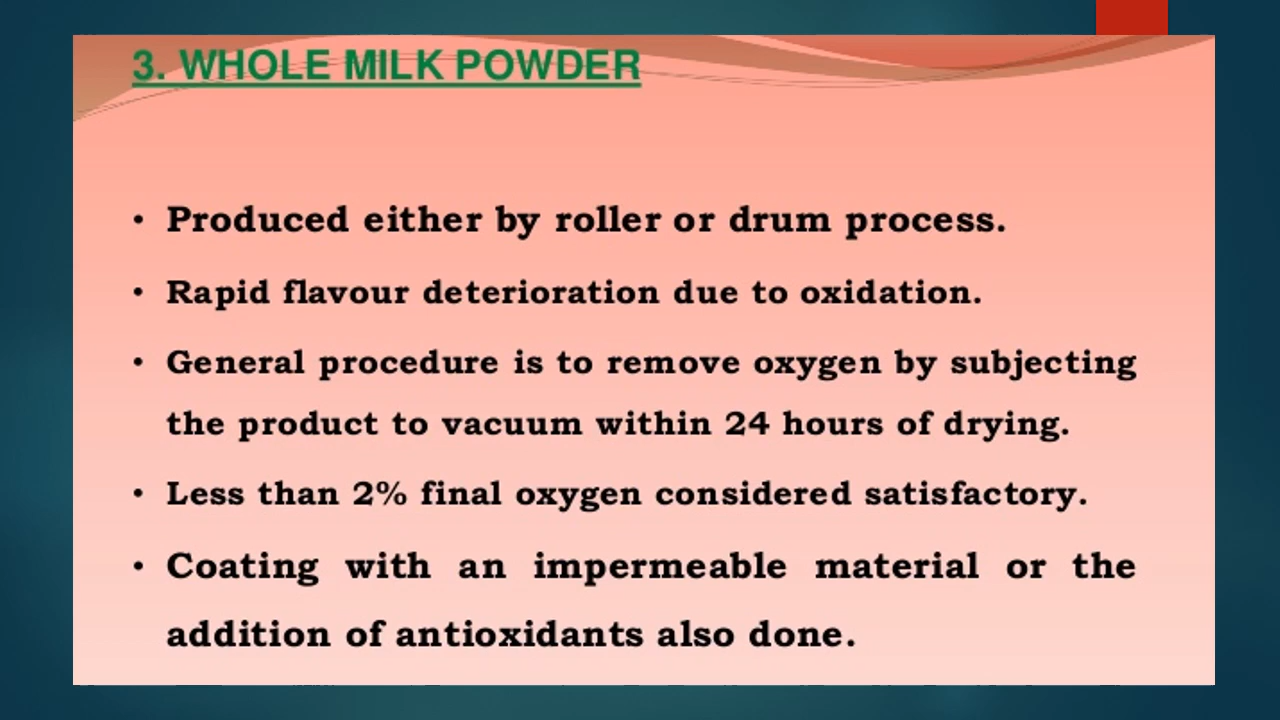 3. WHOLE MILK POWDER
• Produced either by roller or drum process.
• Rapid flavour deterioration due to oxidation.
• General procedure is to remove oxygen by subjecting
the product to vacuum within 24 hours of drying.
• Less than 2% final oxygen considered satisfactory.
• Coating with an impermeable material or the
addition of antioxidants also done.